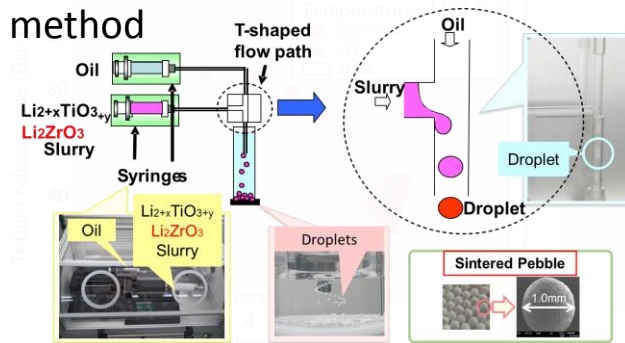 method
T-shaped
flow path
Oil
Li2+xTiO3+y
Li2ZrO3
Slurry
Syringes
Oil
Slurry
Droplet
Droplet
Li2+xTiO3+y
Oil
Li2ZrO3
Slurry
Droplets
Sintered Pebble
1.0mm